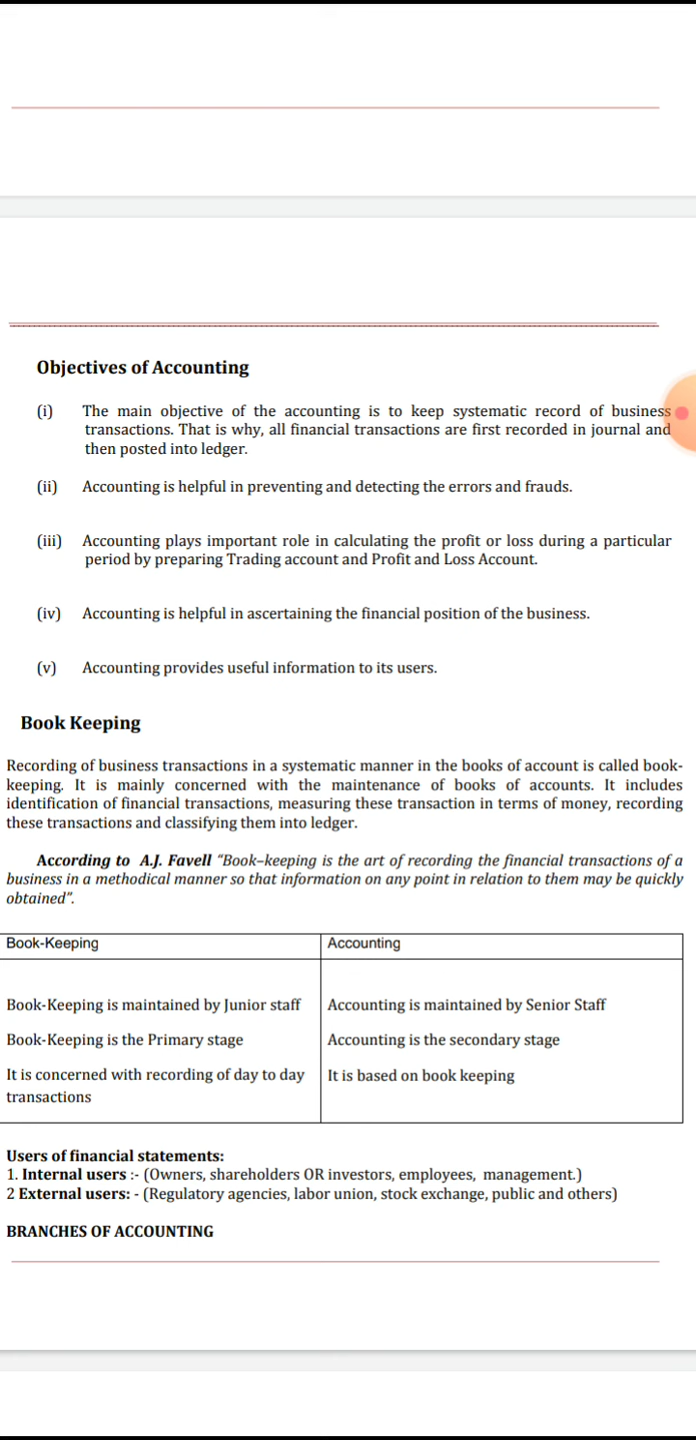 Objectives of Accounting
(i) The main objective of the accounting is to keep systematic record of business
transactions. That is why, all financial transactions are first recorded in journal and
then posted into ledger.
(ii) Accounting is helpful in preventing and detecting the errors and frauds.
(iii) Accounting plays important role in calculating the profit or loss during a particular
period by preparing Trading account and Profit and Loss Account.
(iv) Accounting is helpful in ascertaining the financial position of the business.
(v) Accounting provides useful information to its users.
Book Keeping
Recording of business transactions in a systematic manner in the books of account is called book-
keeping. It is mainly concerned with the maintenance of books of accounts. It includes
identification of financial transactions, measuring these transaction in terms of money, recording
these transactions and classifying them into ledger.
According to A.J. Favell “Book–keeping is the art of recording the financial transactions of a
business in a methodical manner so that information on any point in relation to them may be quickly
obtained”.
Book-Keeping Accounting
Book-Keeping is maintained by Junior staff Accounting is maintained by Senior Staff
Book-Keeping is the Primary stage Accounting is the secondary stage
It is concerned with recording of day to day It is based on book keeping
transactions
Users of financial statements:
1. Internal users :- (Owners, shareholders OR investors, employees, management.)
2 External users: - (Regulatory agencies, labor union, stock exchange, public and others)
BRANCHES OF ACCOUNTING